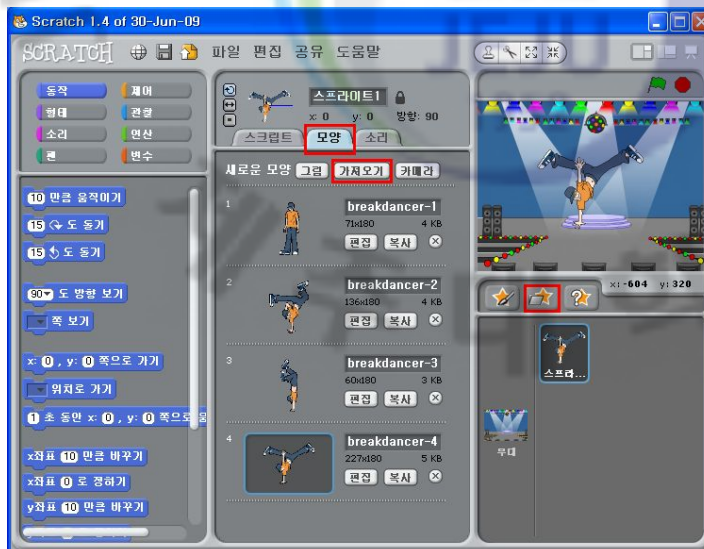 Scratch 1.4 of 30-Jun-09
SCRATCH 파일 편집 공유 도움말
동작 제어
형태 관찰
소리 연산
펜 변수
스프라이트1
x: 0 y: 0 방향: 90
스크립트 모양 소리
새로운 모양 그림 가져오기 카메라
10 만큼 움직이기
15 도 돌기
15 도 돌기
90 도 방향 보기
쪽 보기
x: 0 , y: 0 쪽으로 가기
위치로 가기
1 초 동안 x: 0 , y: 0 쪽으로 움
x좌표 10 만큼 바꾸기
x좌표 0 로 정하기
y좌표 10 만큼 바꾸기
1
breakdancer-1
71x180 4 KB
편집 복사
2
breakdancer-2
136x180 4 KB
편집 복사
3
breakdancer-3
60x180 3 KB
편집 복사
4
breakdancer-4
227x180 5 KB
편집 복사
x: -604 y: 320
스프라...
무대
JEJU